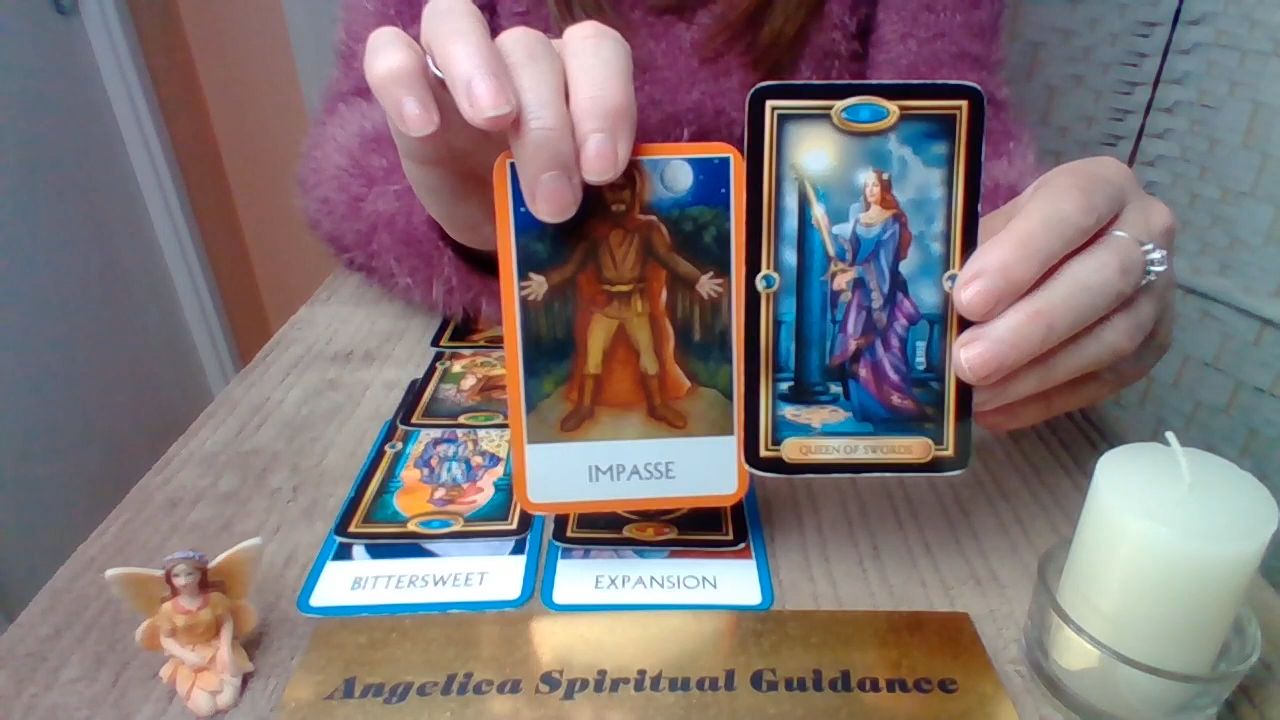 QUEEN OF SWORDS
IMPASSE
BITTERSWEET
EXPANSION
Angelica Spiritual Guidance